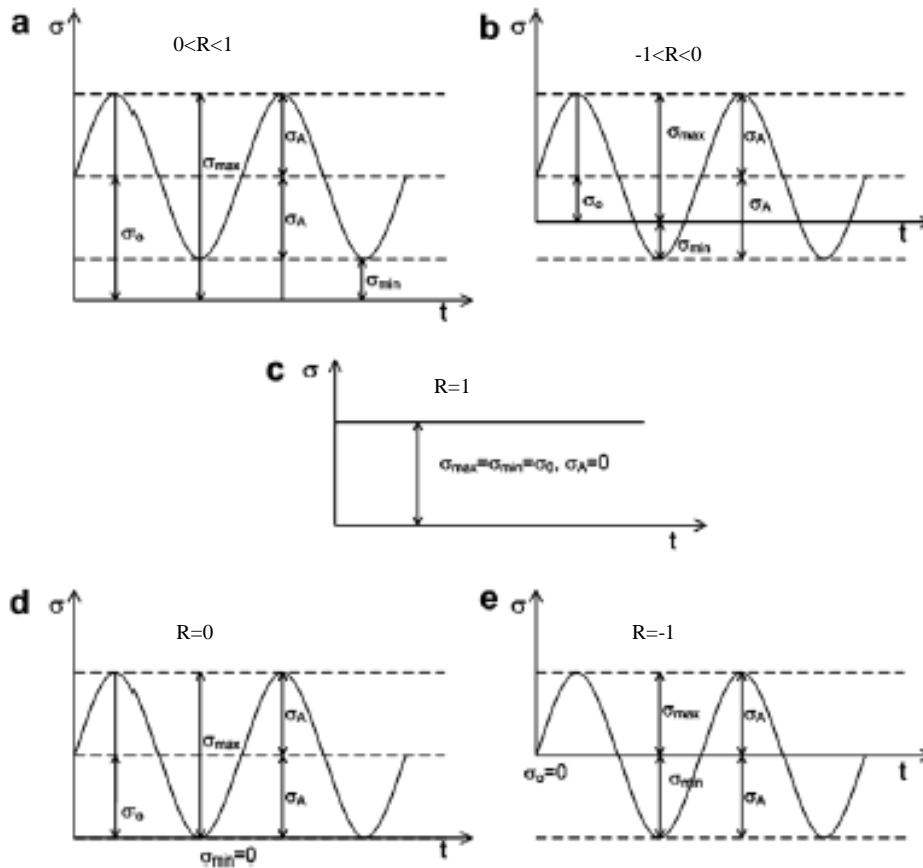 a
σ
0<R<1
σmax
σA
σA
σo
σmin
t
b
σ
-1<R<0
σmax
σA
σo
σA
σmin
t
c
σ
R=1
σmax=σmin=σ0, σA=0
t
d
σ
R=0
σmax
σA
σo
σA
σmin=0
t
e
σ
R=-1
σmax
σA
σo=0
σmin
σA
t